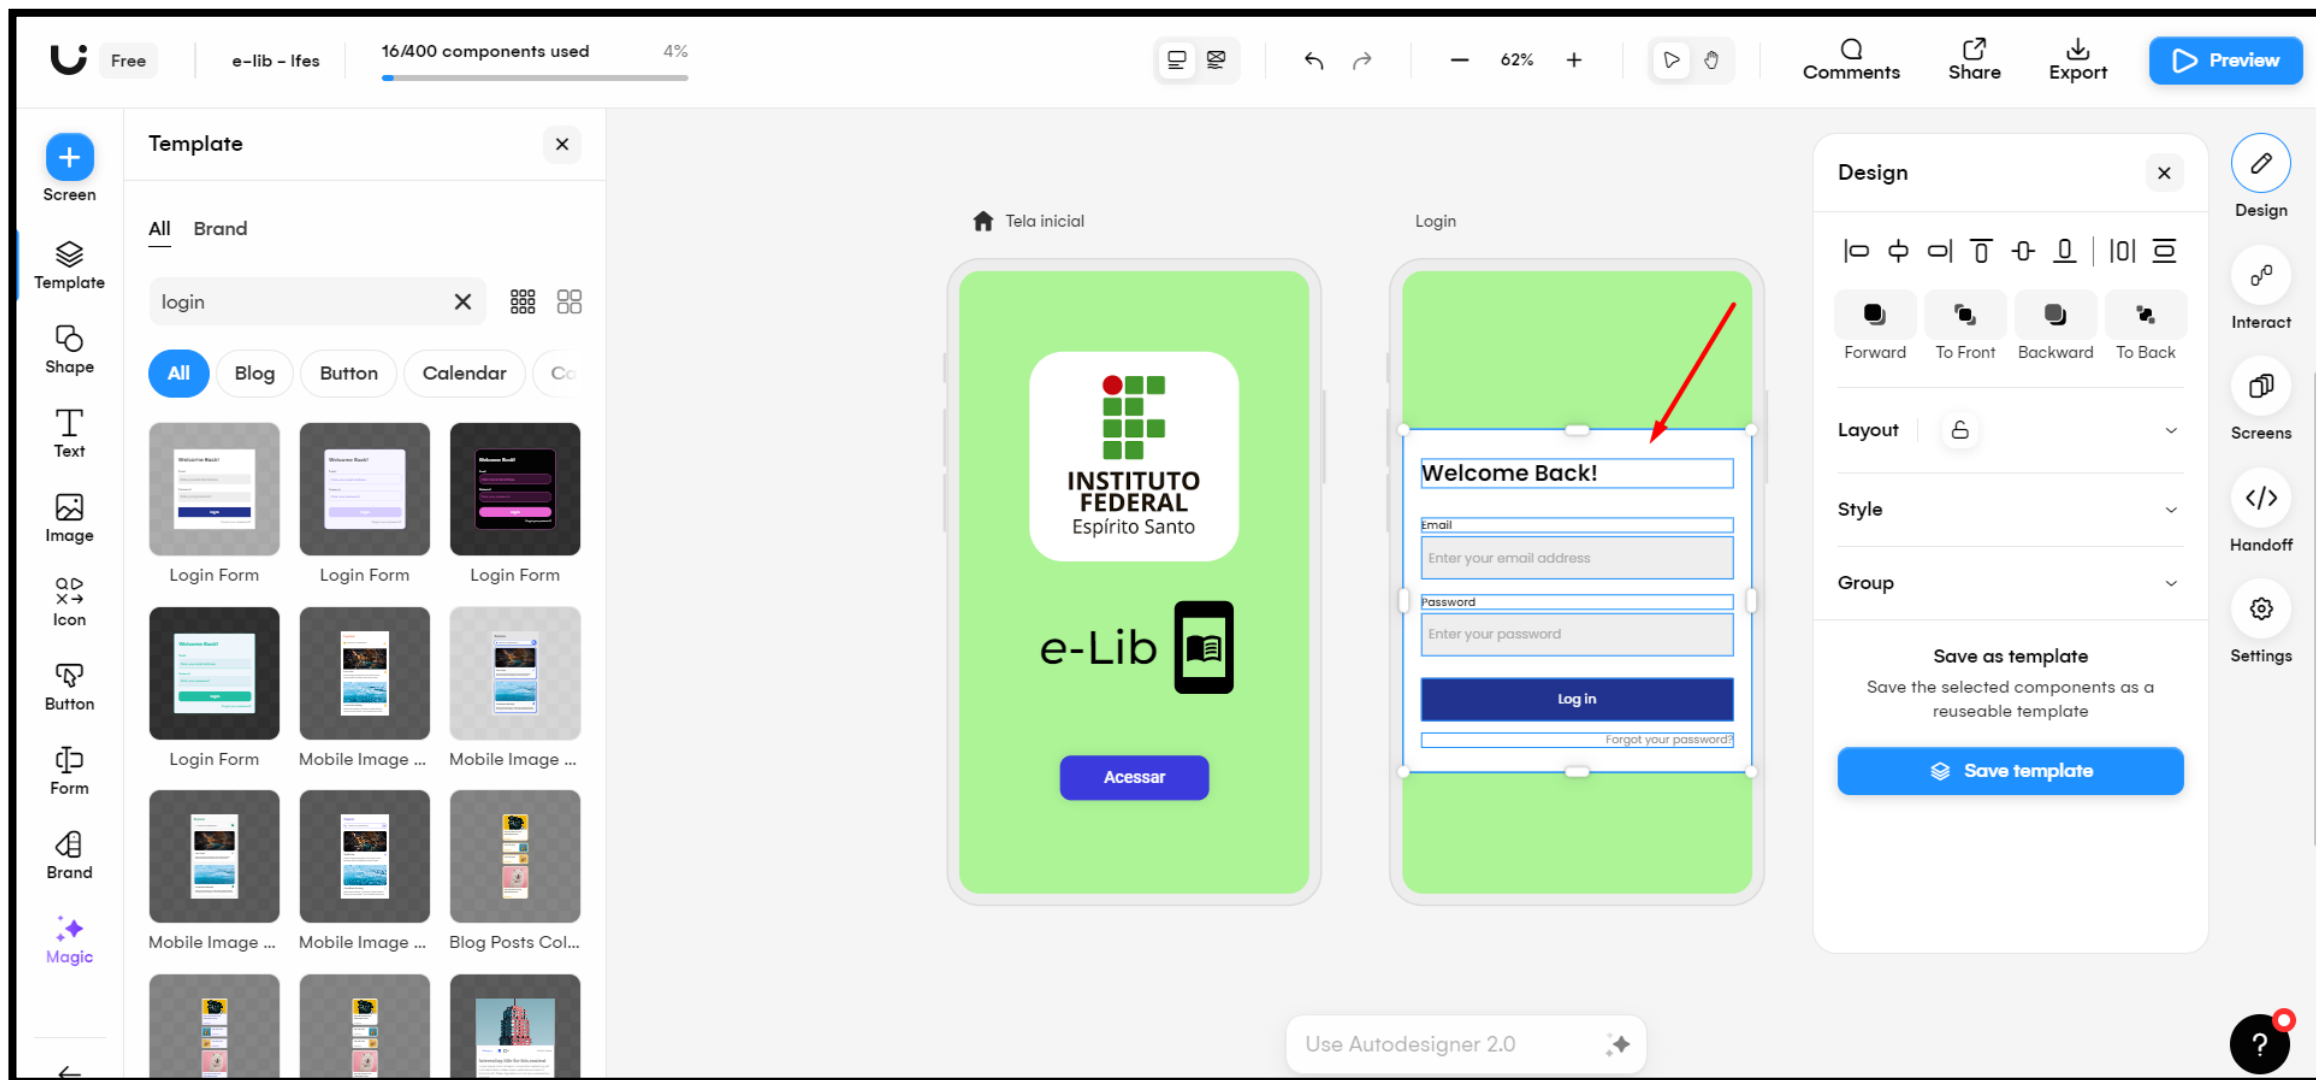 Free
e-lib - Ifes
16/400 components used 4%
62%
Comments
Share
Export
Preview
Screen
Template
Shape
Text
Image
Icon
Button
Form
Brand
Magic
Template
All Brand
login
All Blog Button Calendar
Login Form Login Form Login Form
Login Form Mobile Image ... Mobile Image ...
Mobile Image ... Mobile Image ... Blog Posts Col...
Tela inicial
INSTITUTO
FEDERAL
Espírito Santo
e-Lib
Acessar
Login
Welcome Back!
Email
Enter your email address
Password
Enter your password
Log in
Forgot your password?
Use Autodesigner 2.0
Design
Forward To Front Backward To Back
Layout
Style
Group
Save as template
Save the selected components as a
reuseable template
Save template
Design
Interact
Screens
Handoff
Settings
?